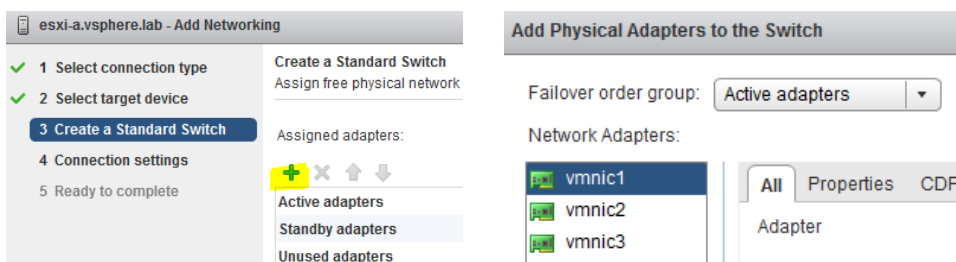 esxi-a.vsphere.lab - Add Networking
1 Select connection type
2 Select target device
3 Create a Standard Switch
4 Connection settings
5 Ready to complete
Create a Standard Switch
Assign free physical network
Assigned adapters:
Active adapters
Standby adapters
Unused adapters
Add Physical Adapters to the Switch
Failover order group: Active adapters
Network Adapters:
vmnic1
vmnic2
vmnic3
All Properties CDP
Adapter